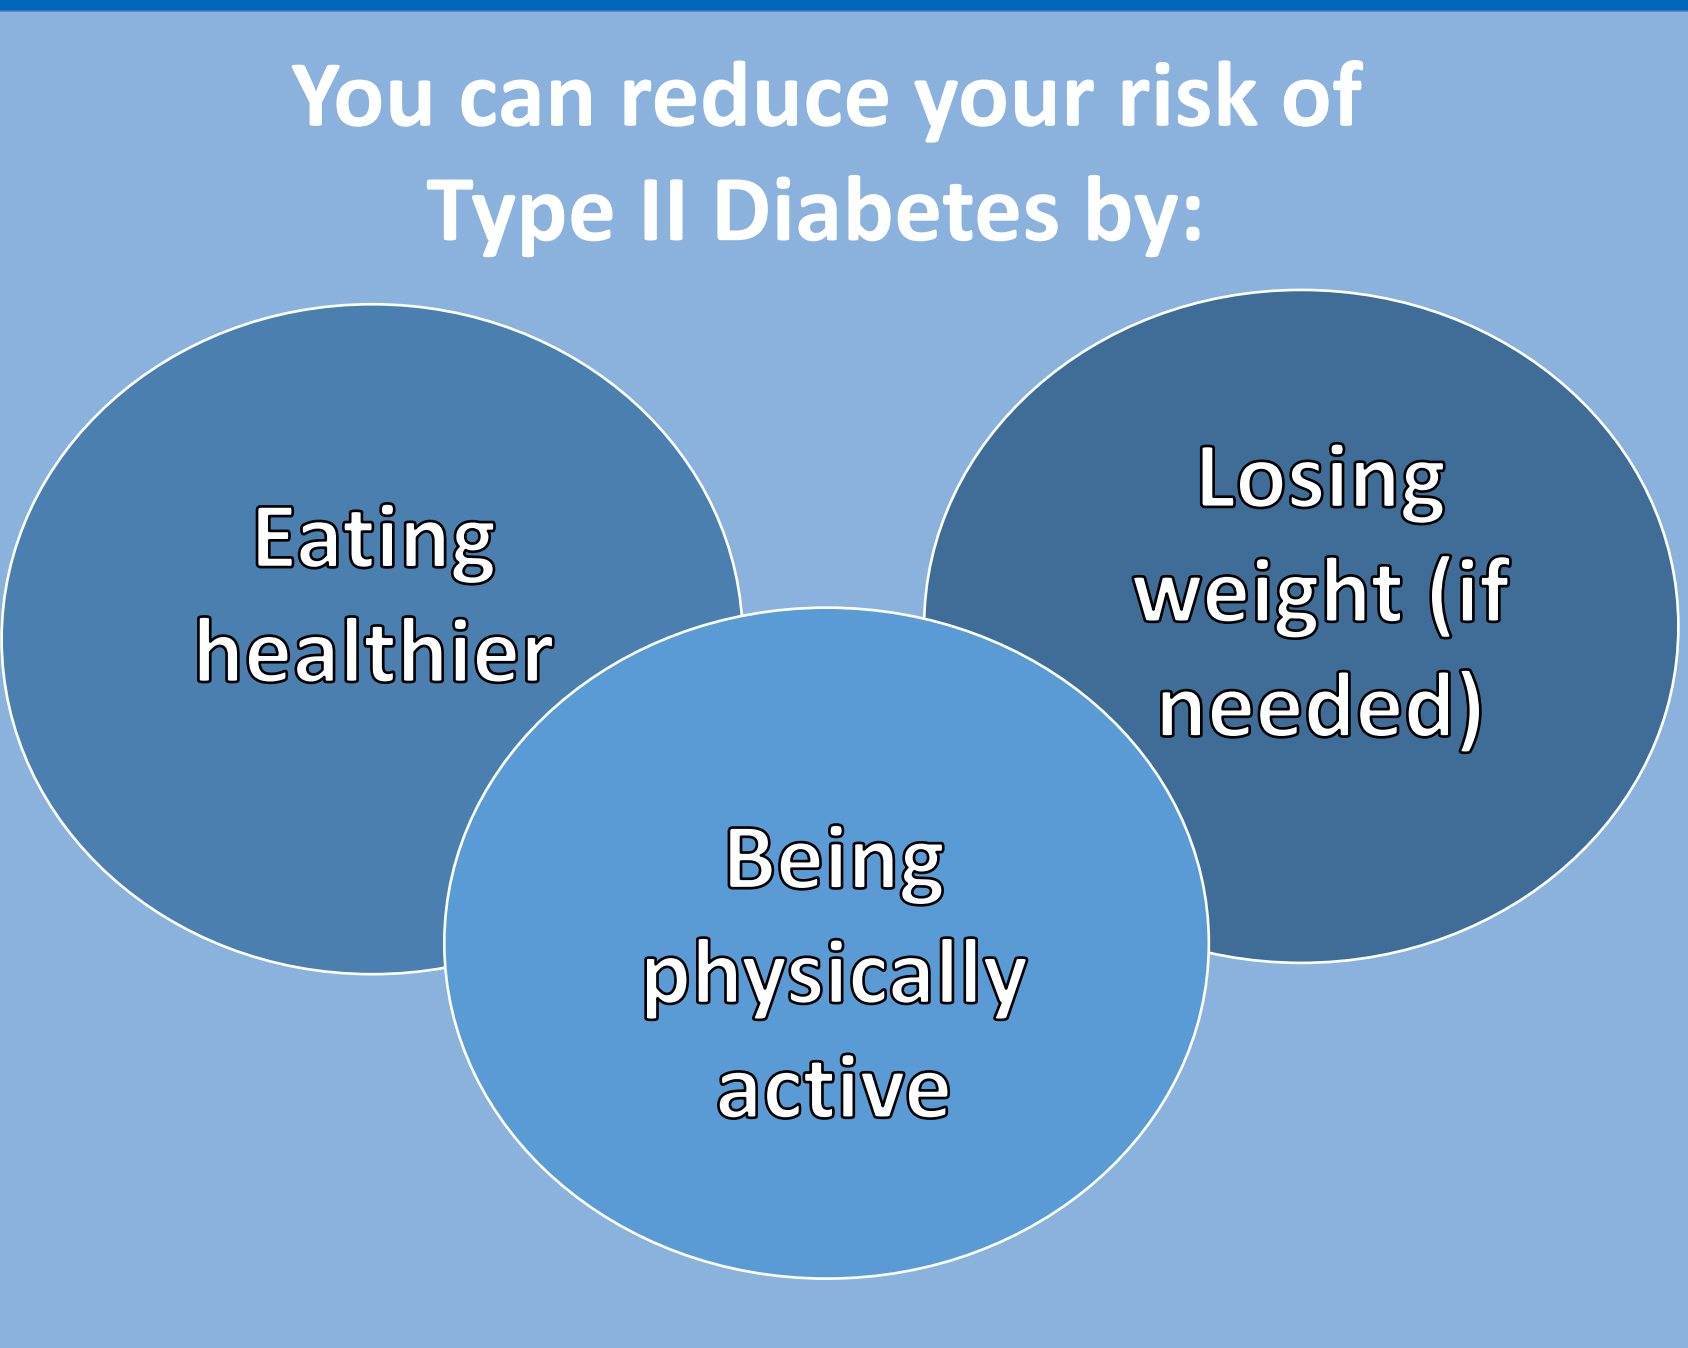 You can reduce your risk of
Type II Diabetes by:
Eating
healthier
Losing
weight (if
needed)
Being
physically
active